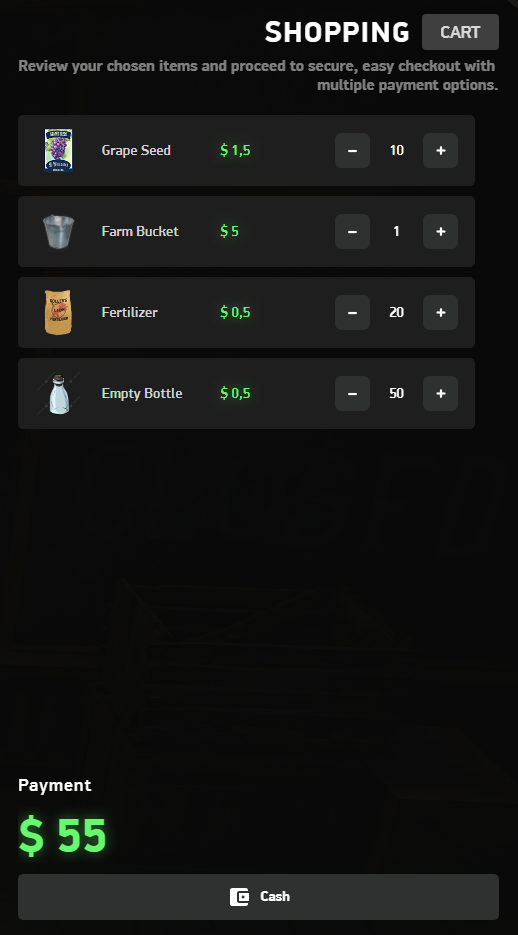 SHOPPING CART
Review your chosen items and proceed to secure, easy checkout with
multiple payment options.
Grape Seed $ 1,5 − 10 +
Farm Bucket $ 5 − 1 +
Fertilizer $ 0,5 − 20 +
Empty Bottle $ 0,5 − 50 +
Payment
$ 55
Cash